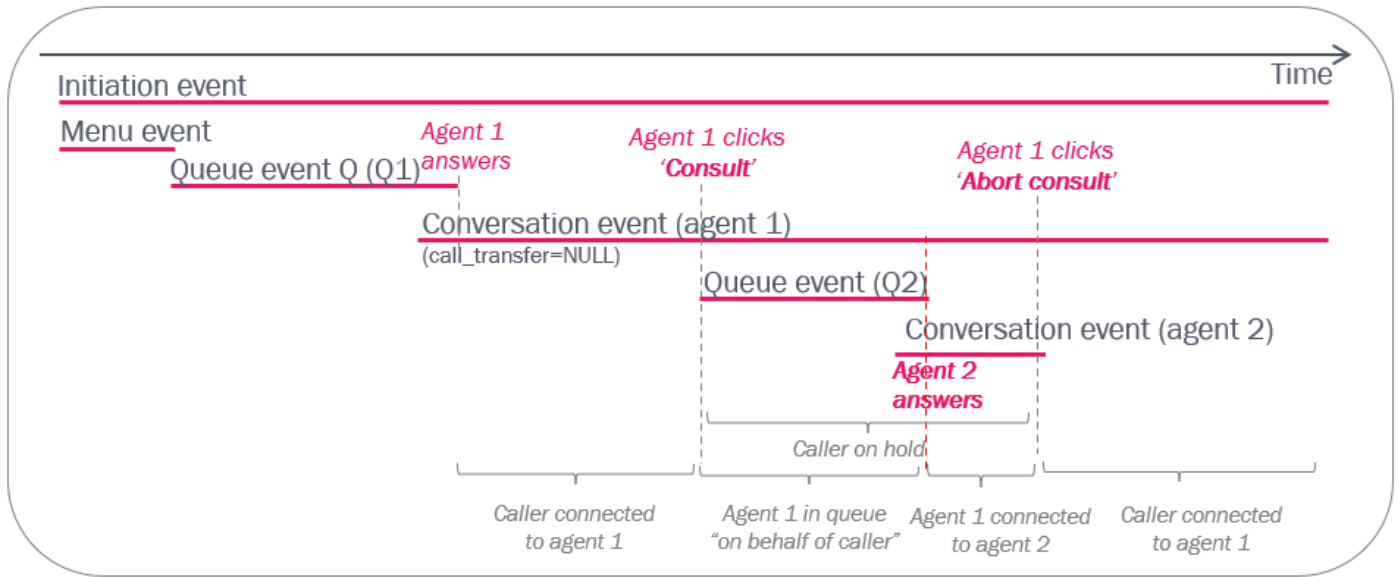 Time
Initiation event
Menu event
Agent 1
answers
Agent 1 clicks
‘Consult’
Agent 1 clicks
‘Abort consult’
Queue event Q (Q1)
Conversation event (agent 1)
(call_transfer=NULL)
Queue event (Q2)
Conversation event (agent 2)
Agent 2
answers
Caller on hold
Caller connected
to agent 1
Agent 1 in queue
“on behalf of caller”
Agent 1 connected
to agent 2
Caller connected
to agent 1